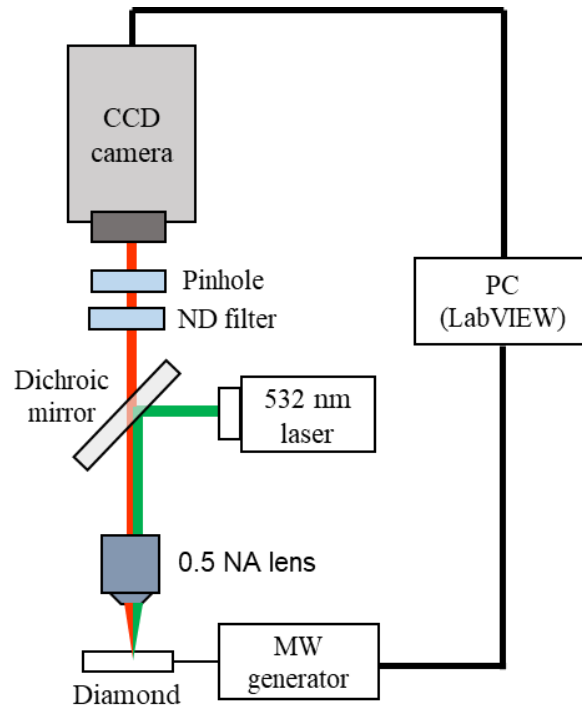 CCD
camera
Pinhole
ND filter
PC
(LabVIEW)
Dichroic
mirror
532 nm
laser
0.5 NA lens
MW
generator
Diamond